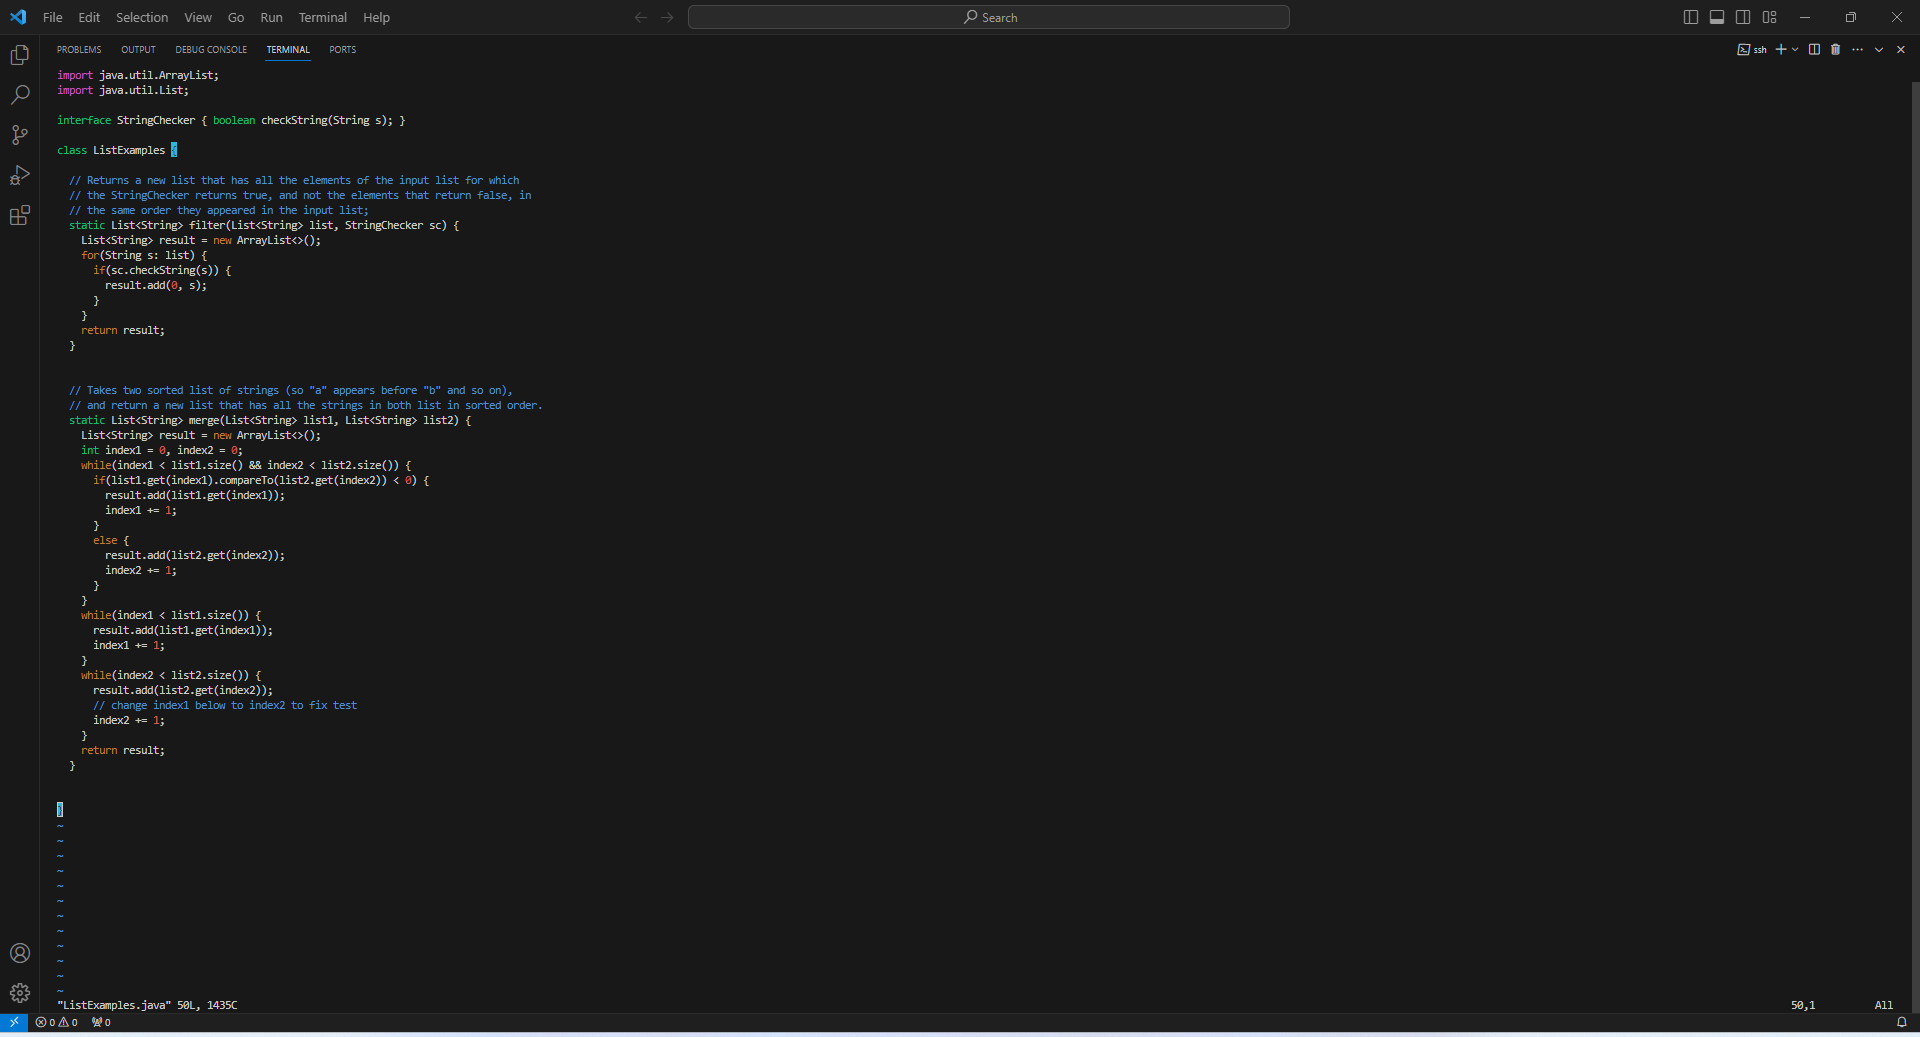 File Edit Selection View Go Run Terminal Help Search
PROBLEMS OUTPUT DEBUG CONSOLE TERMINAL PORTS ssh
import java.util.ArrayList;
import java.util.List;
interface StringChecker { boolean checkString(String s); }
class ListExamples {
// Returns a new list that has all the elements of the input list for which
// the StringChecker returns true, and not the elements that return false, in
// the same order they appeared in the input list;
static List<String> filter(List<String> list, StringChecker sc) {
List<String> result = new ArrayList<>();
for(String s: list) {
if(sc.checkString(s)) {
result.add(0, s);
}
}
return result;
}
// Takes two sorted list of strings (so "a" appears before "b" and so on),
// and return a new list that has all the strings in both list in sorted order.
static List<String> merge(List<String> list1, List<String> list2) {
List<String> result = new ArrayList<>();
int index1 = 0, index2 = 0;
while(index1 < list1.size() && index2 < list2.size()) {
if(list1.get(index1).compareTo(list2.get(index2)) < 0) {
result.add(list1.get(index1));
index1 += 1;
}
else {
result.add(list2.get(index2));
index2 += 1;
}
}
while(index1 < list1.size()) {
result.add(list1.get(index1));
index1 += 1;
}
while(index2 < list2.size()) {
result.add(list2.get(index2));
// change index1 below to index2 to fix test
index2 += 1;
}
return result;
}
}
~
~
~
~
~
~
~
~
~
~
~
~
"ListExamples.java" 50L, 1435C 50,1 All
0 0 0